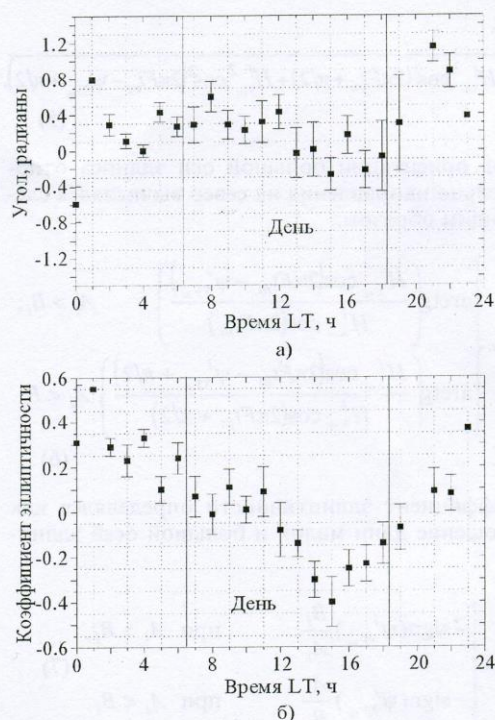 Угол, радианы
1.2
0.8
0.4
0
-0.4
-0.8
-1.2
День
0 4 8 12 16 20 24
Время LT, ч
а)
Коэффициент эллиптичности
0.6
0.4
0.2
0
-0.2
-0.4
-0.6
День
0 4 8 12 16 20 24
Время LT, ч
б)